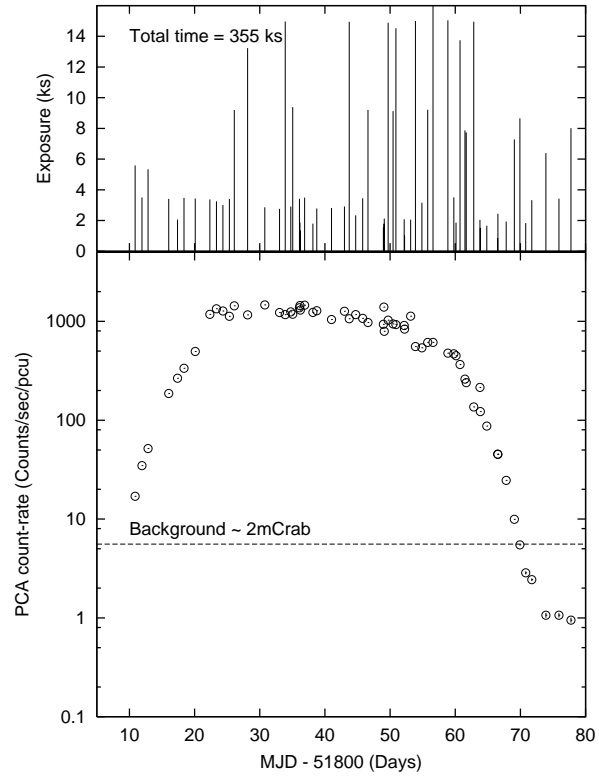 16
14
12
10
8
6
4
2
0
Exposure (ks)
Total time = 355 ks
1000
100
10
1
0.1
PCA count-rate (Counts/sec/pcu)
Background ~ 2mCrab
10 20 30 40 50 60 70 80
MJD - 51800 (Days)